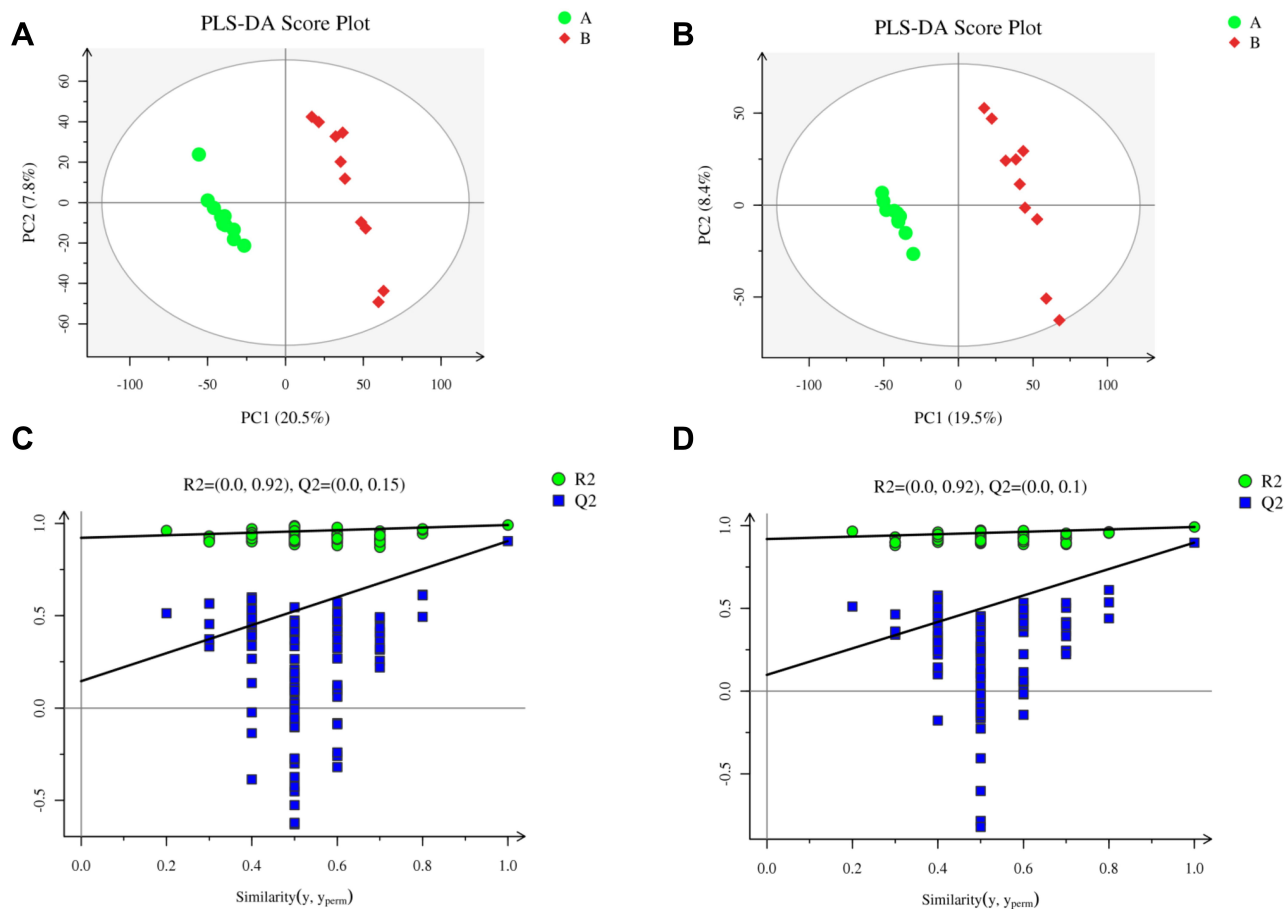 A
PLS-DA Score Plot
A
B
PC2 (7.8%)
60
40
20
0
-20
-40
-60
-100
-50
0
50
100
PC1 (20.5%)
B
PLS-DA Score Plot
A
B
PC2 (8.4%)
50
0
-50
-100
-50
0
50
100
PC1 (19.5%)
C
R2=(0.0, 0.92), Q2=(0.0, 0.15)
R2
Q2
1.0
0.5
0.0
-0.5
0.0
0.2
0.4
0.6
0.8
1.0
Similarity(y, yperm)
D
R2=(0.0, 0.92), Q2=(0.0, 0.1)
R2
Q2
1.0
0.5
0.0
-0.5
0.0
0.2
0.4
0.6
0.8
1.0
Similarity(y, yperm)